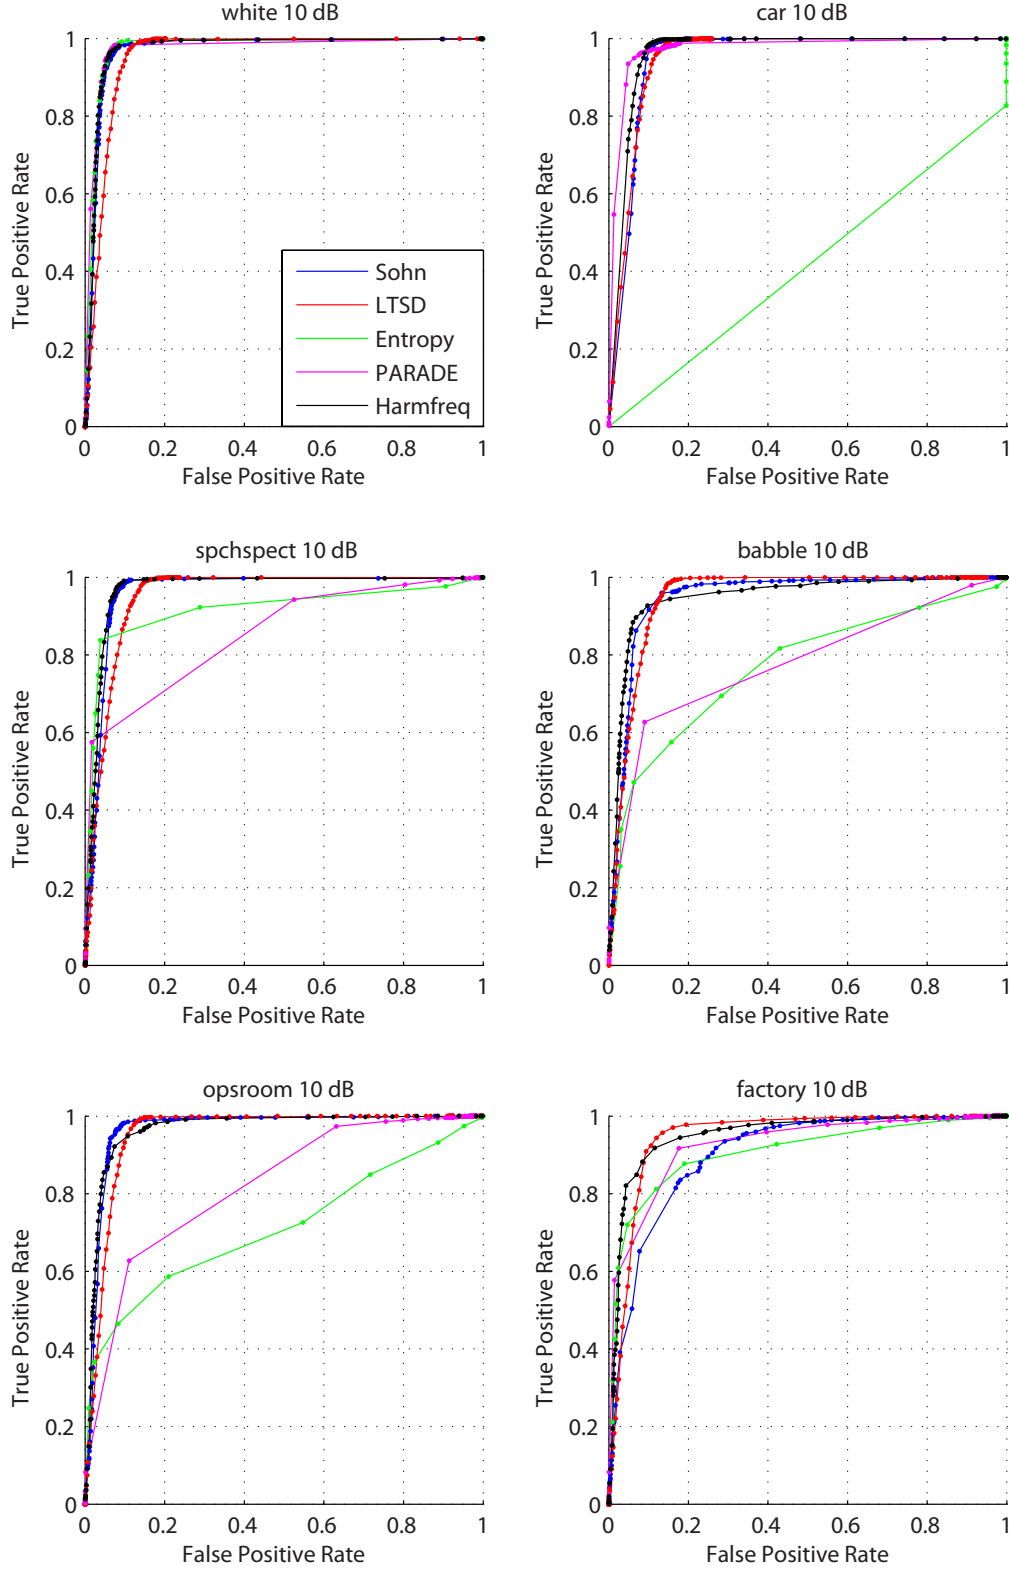 white 10 dB
1
0.8
0.6
0.4
0.2
0
True Positive Rate
Sohn
LTSD
Entropy
PARADE
Harmfreq
0 0.2 0.4 0.6 0.8 1
False Positive Rate
car 10 dB
1
0.8
0.6
0.4
0.2
0
True Positive Rate
0 0.2 0.4 0.6 0.8 1
False Positive Rate
spchspect 10 dB
1
0.8
0.6
0.4
0.2
0
True Positive Rate
0 0.2 0.4 0.6 0.8 1
False Positive Rate
babble 10 dB
1
0.8
0.6
0.4
0.2
0
True Positive Rate
0 0.2 0.4 0.6 0.8 1
False Positive Rate
opsroom 10 dB
1
0.8
0.6
0.4
0.2
0
True Positive Rate
0 0.2 0.4 0.6 0.8 1
False Positive Rate
factory 10 dB
1
0.8
0.6
0.4
0.2
0
True Positive Rate
0 0.2 0.4 0.6 0.8 1
False Positive Rate